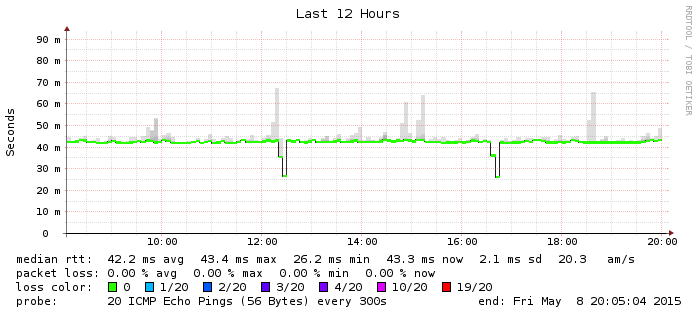 Last 12 Hours
RRDTOOL / TOBI OETIKER
Seconds
90 m
80 m
70 m
60 m
50 m
40 m
30 m
20 m
10 m
0
10:00 12:00 14:00 16:00 18:00 20:00
median rtt: 42.2 ms avg 43.4 ms max 26.2 ms min 43.3 ms now 2.1 ms sd 20.3 am/s
packet loss: 0.00 % avg 0.00 % max 0.00 % min 0.00 % now
loss color: 0 1/20 2/20 3/20 4/20 10/20 19/20
probe: 20 ICMP Echo Pings (56 Bytes) every 300s end: Fri May 8 20:05:04 2015